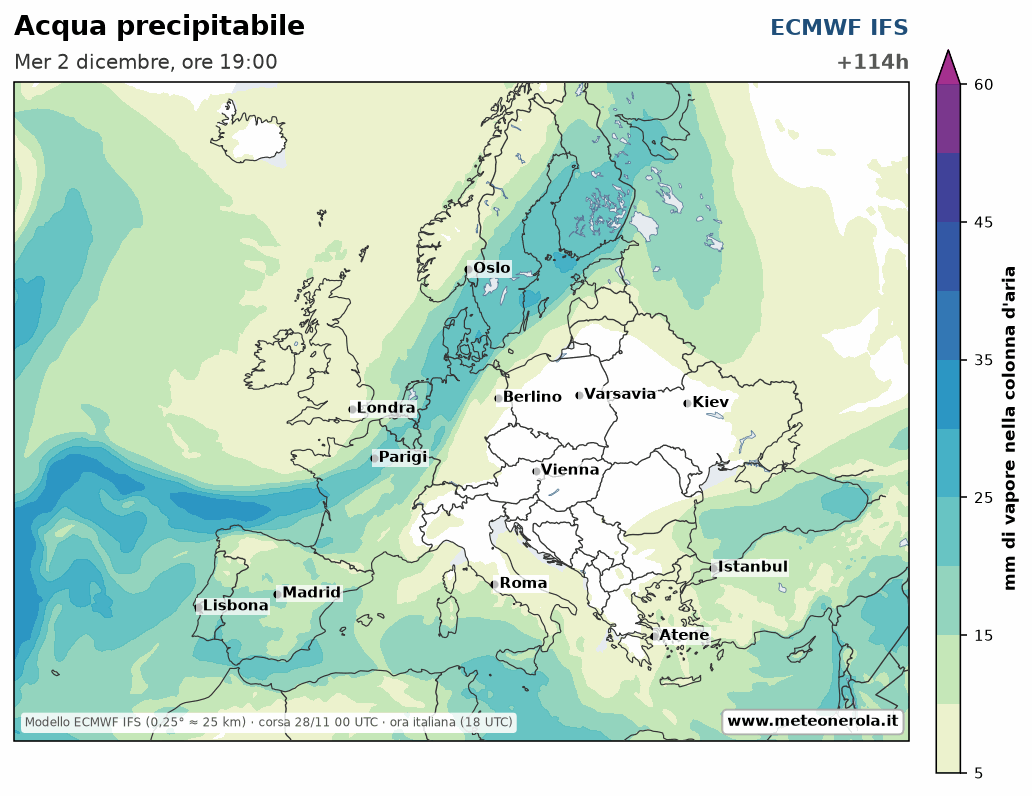 Acqua precipitabile
ECMWF IFS
Mer 2 dicembre, ore 19:00
+114h
60
45
35
25
15
5
mm di vapore nella colonna d'aria
Oslo
Londra
Berlino
Varsavia
Kiev
Parigi
Vienna
Istanbul
Roma
Madrid
Lisbona
Atene
Modello ECMWF IFS (0,25° ≈ 25 km) · corsa 28/11 00 UTC · ora italiana (18 UTC)
www.meteonerola.it